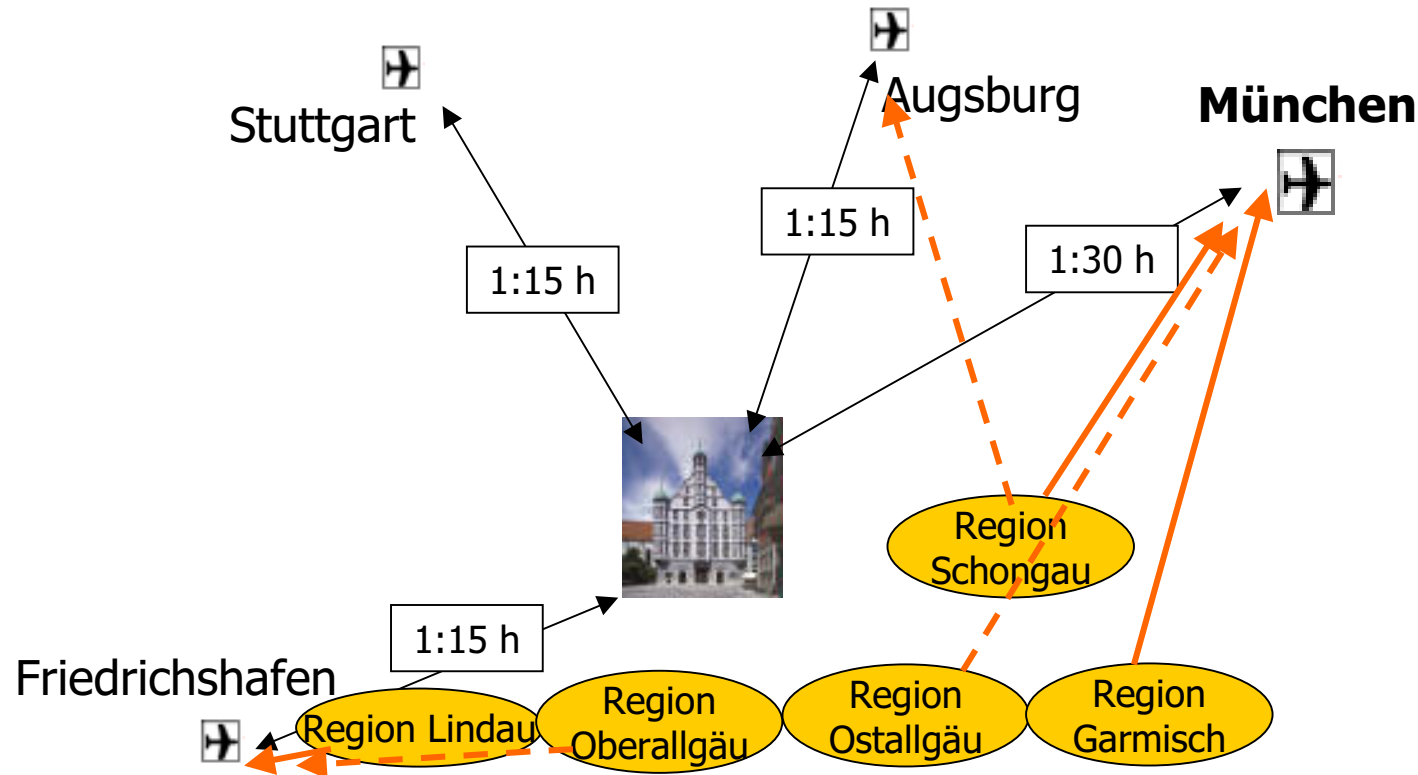 Stuttgart
Augsburg
München
1:15 h
1:15 h
1:30 h
Region
Schongau
1:15 h
Friedrichshafen
Region Lindau
Region
Oberallgäu
Region
Ostallgäu
Region
Garmisch